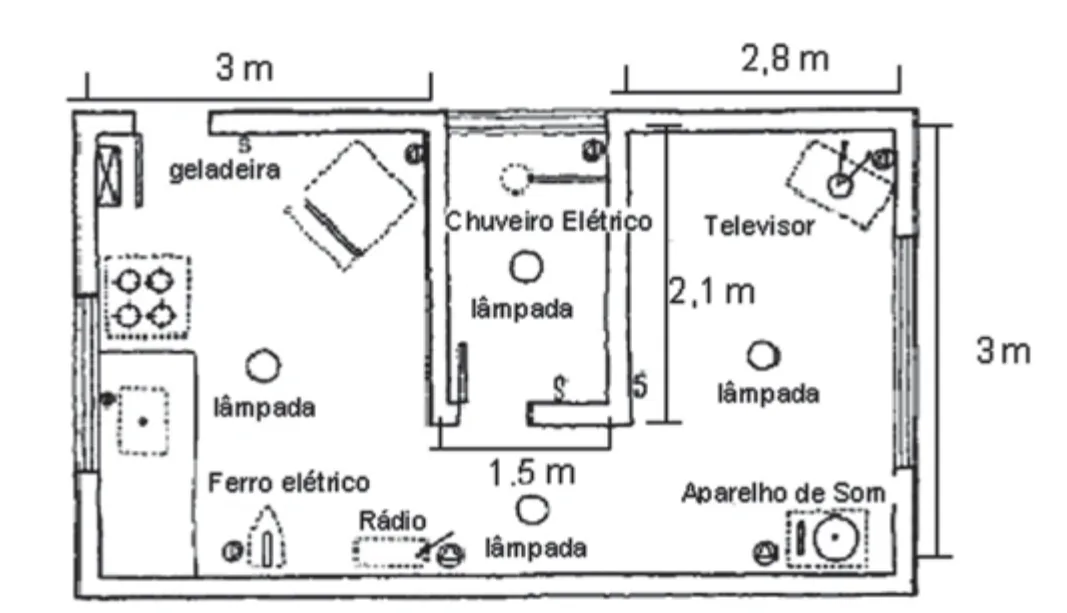 3 m
2,8 m
s
geladeira
Chuveiro Elétrico
Televisor
lâmpada
2,1 m
3 m
lâmpada
lâmpada
S
S
1.5 m
Ferro elétrico
Aparelho de Som
Rádio
lâmpada